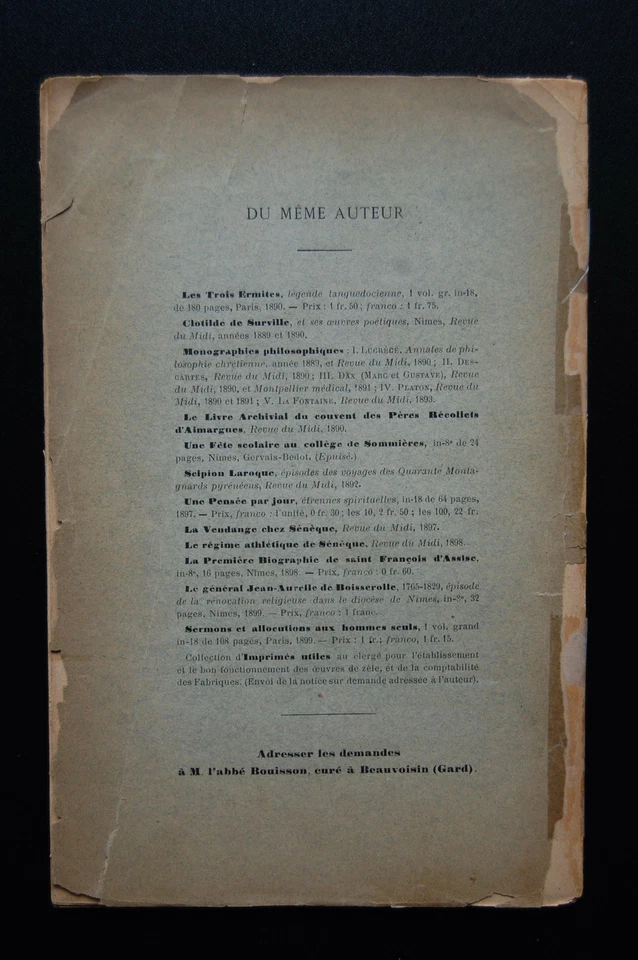 DU MÊME AUTEUR
Les Trois Ermites, légende languedocienne, 1 vol. gr. in-18,
de 180 pages, Paris, 1890. — Prix : 1 fr. 50 ; franco : 1 fr. 75.
Clotilde de Surville, et ses œuvres poétiques, Nimes, Revue
du Midi, années 1889 et 1890.
Monographies philosophiques : I. LUCRÈCE, Annales de phi-
losophie chrétienne, année 1889, et Revue du Midi, 1890 ; II. DES-
CARTES, Revue du Midi, 1890 ; III. DÈX (MARC et GUSTAVE), Revue
du Midi, 1890, et Montpellier médical, 1891 ; IV. PLATON, Revue du
Midi, 1890 et 1891 ; V. LA FONTAINE, Revue du Midi, 1893.
Le Livre Archivial du couvent des Pères Récollets
d'Aimargues, Revue du Midi, 1890.
Une Fête scolaire au collège de Sommières, in-8º de 24
pages, Nimes, Gervais-Bedot. (Epuisé.)
Scipion Laroque, épisodes des voyages des Quarante Monta-
gnards pyrénéens, Revue du Midi, 1892.
Une Pensée par jour, étrennes spirituelles, in-18 de 64 pages,
1897. — Prix, franco : l'unité, 0 fr. 30 ; les 10, 2 fr. 50 ; les 100, 22 fr.
La Vendange chez Sénèque, Revue du Midi, 1897.
Le régime athlétique de Sénèque, Revue du Midi, 1898.
La Première Biographie de saint François d'Assise,
in-8º, 16 pages, Nimes, 1898 — Prix, franco : 0 fr. 60.
Le général Jean-Aurelle de Boisserolle, 1765-1829, épisode
de la rénovation religieuse dans le diocèse de Nimes, in-8º, 32
pages, Nimes, 1899. — Prix, franco : 1 franc.
Sermons et allocutions aux hommes seuls, 1 vol. grand
in-18 de 108 pages, Paris, 1899. — Prix : 1 fr. ; franco, 1 fr. 15.
Collection d'Imprimés utiles au clergé pour l'établissement
et le bon fonctionnement des œuvres de zèle, et de la comptabilité
des Fabriques. (Envoi de la notice sur demande adressée à l'auteur).
Adresser les demandes
à M. l'abbé Bouisson, curé à Beauvoisin (Gard).